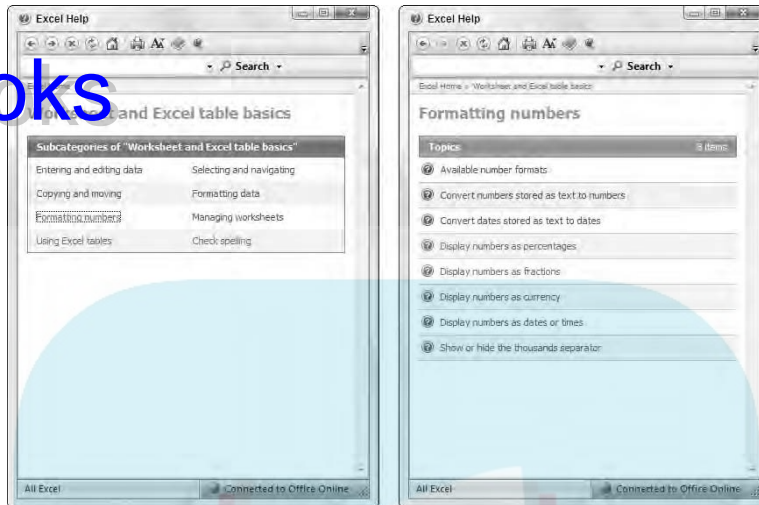 Excel Help
Search
Worksheet and Excel table basics
Subcategories of "Worksheet and Excel table basics"
Entering and editing data
Selecting and navigating
Copying and moving
Formatting data
Formatting numbers
Managing worksheets
Using Excel tables
Check spelling
All Excel
Connected to Office Online
oks
Excel Help
Search
Excel Home > Worksheet and Excel table basics
Formatting numbers
Topics
8 items
Available number formats
Convert numbers stored as text to numbers
Convert dates stored as text to dates
Display numbers as percentages
Display numbers as fractions
Display numbers as currency
Display numbers as dates or times
Show or hide the thousands separator
All Excel
Connected to Office Online